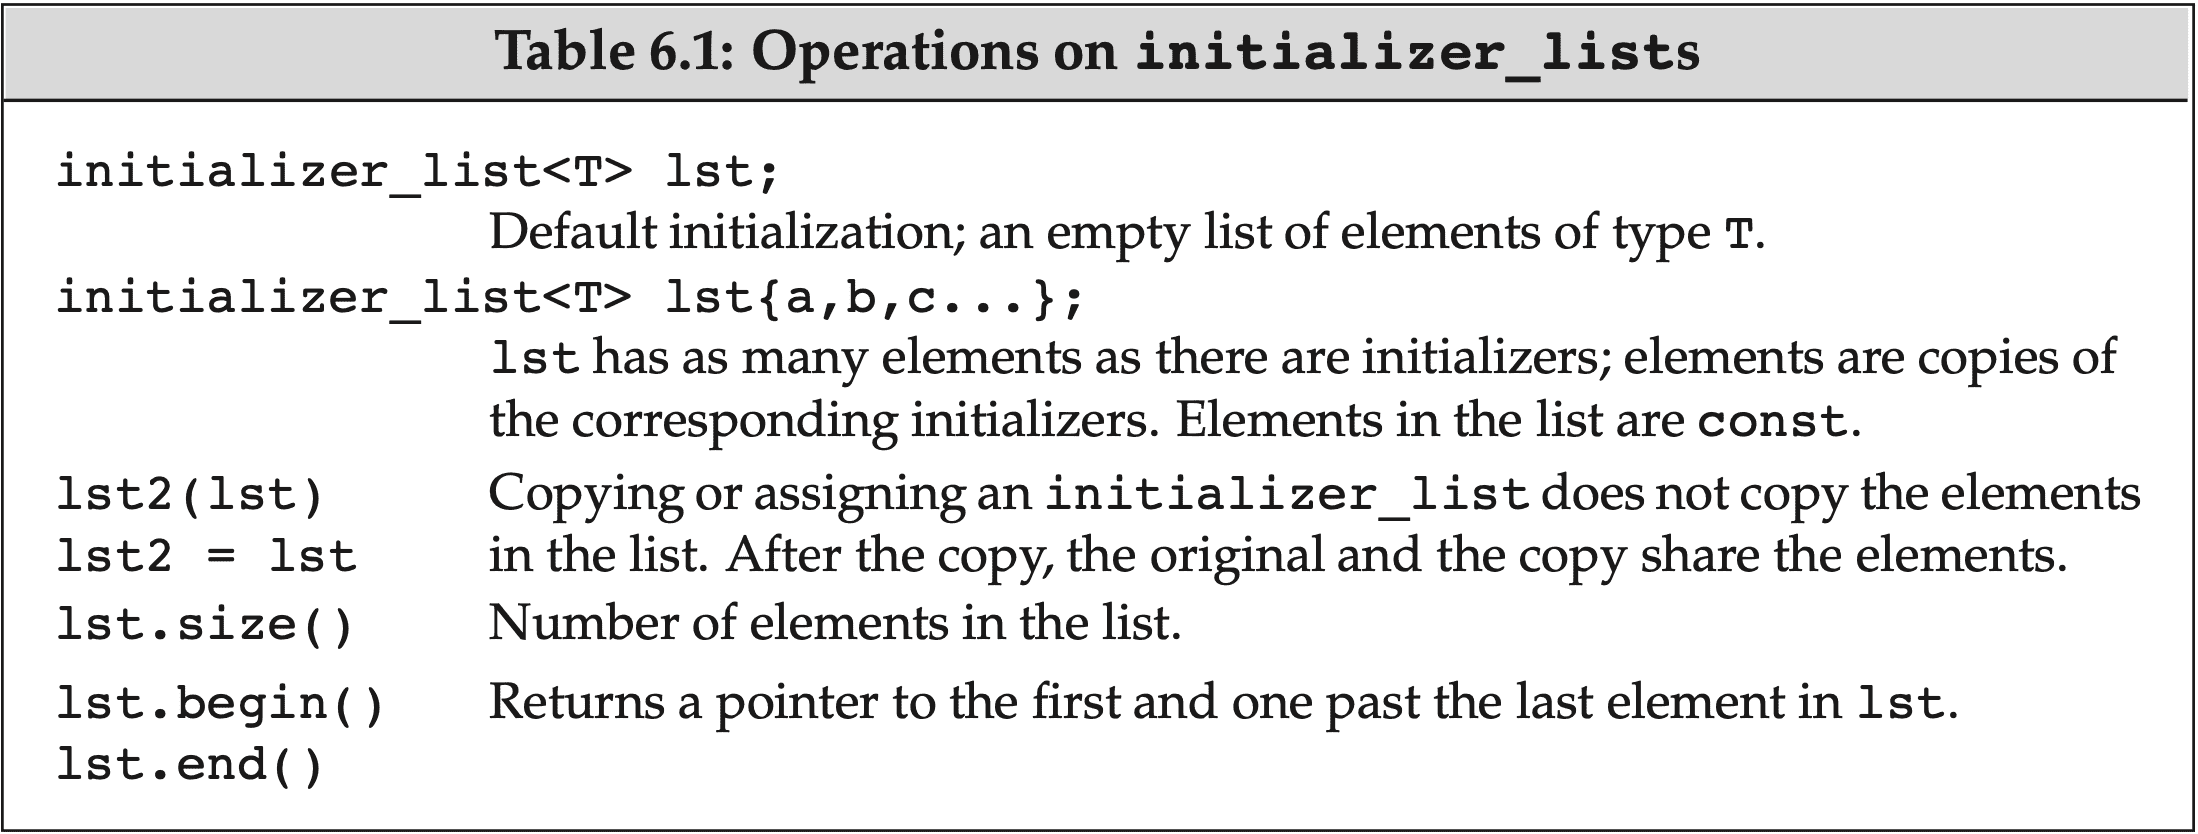 Table 6.1: Operations on initializer_lists
initializer_list<T> lst;
Default initialization; an empty list of elements of type T.
initializer_list<T> lst{a,b,c...};
lst has as many elements as there are initializers; elements are copies of
the corresponding initializers. Elements in the list are const.
lst2(lst) Copying or assigning an initializer_list does not copy the elements
lst2 = lst in the list. After the copy, the original and the copy share the elements.
lst.size() Number of elements in the list.
lst.begin() Returns a pointer to the first and one past the last element in lst.
lst.end()